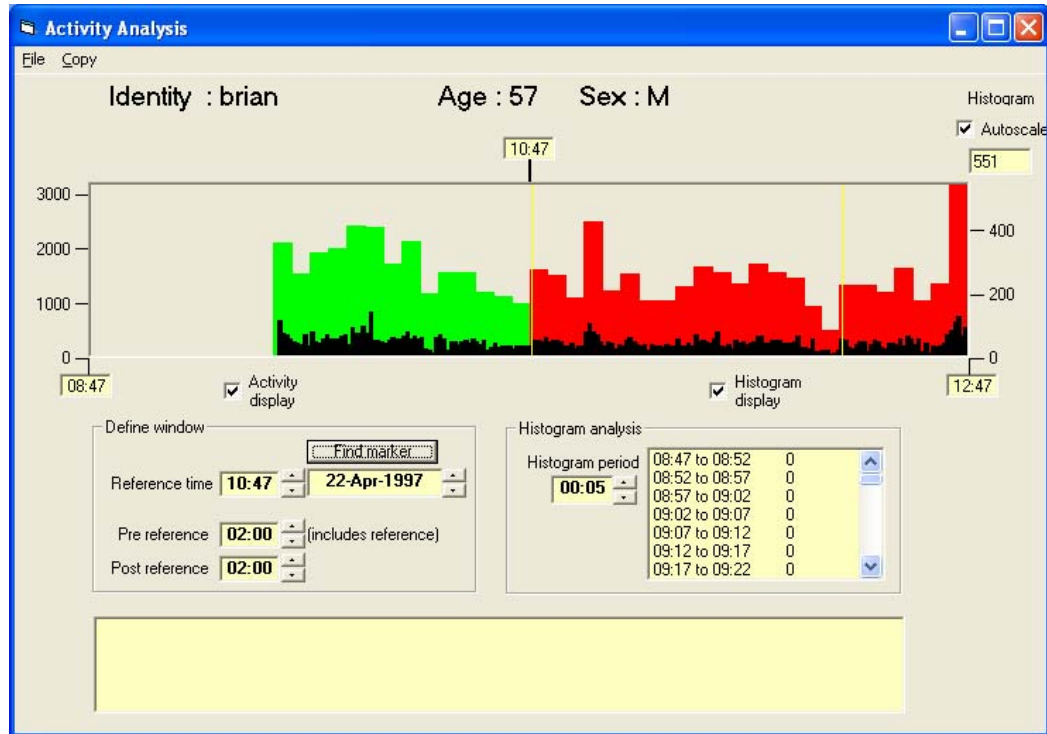 Activity Analysis
File Copy
Identity : brian Age : 57 Sex : M
Histogram
Autoscale
551
10:47
3000
2000
1000
0
400
200
0
08:47
12:47
Activity
display
Histogram
display
Define window
Find marker
Reference time 10:47 22-Apr-1997
Pre reference 02:00 (includes reference)
Post reference 02:00
Histogram analysis
Histogram period
00:05
08:47 to 08:52 0
08:52 to 08:57 0
08:57 to 09:02 0
09:02 to 09:07 0
09:07 to 09:12 0
09:12 to 09:17 0
09:17 to 09:22 0